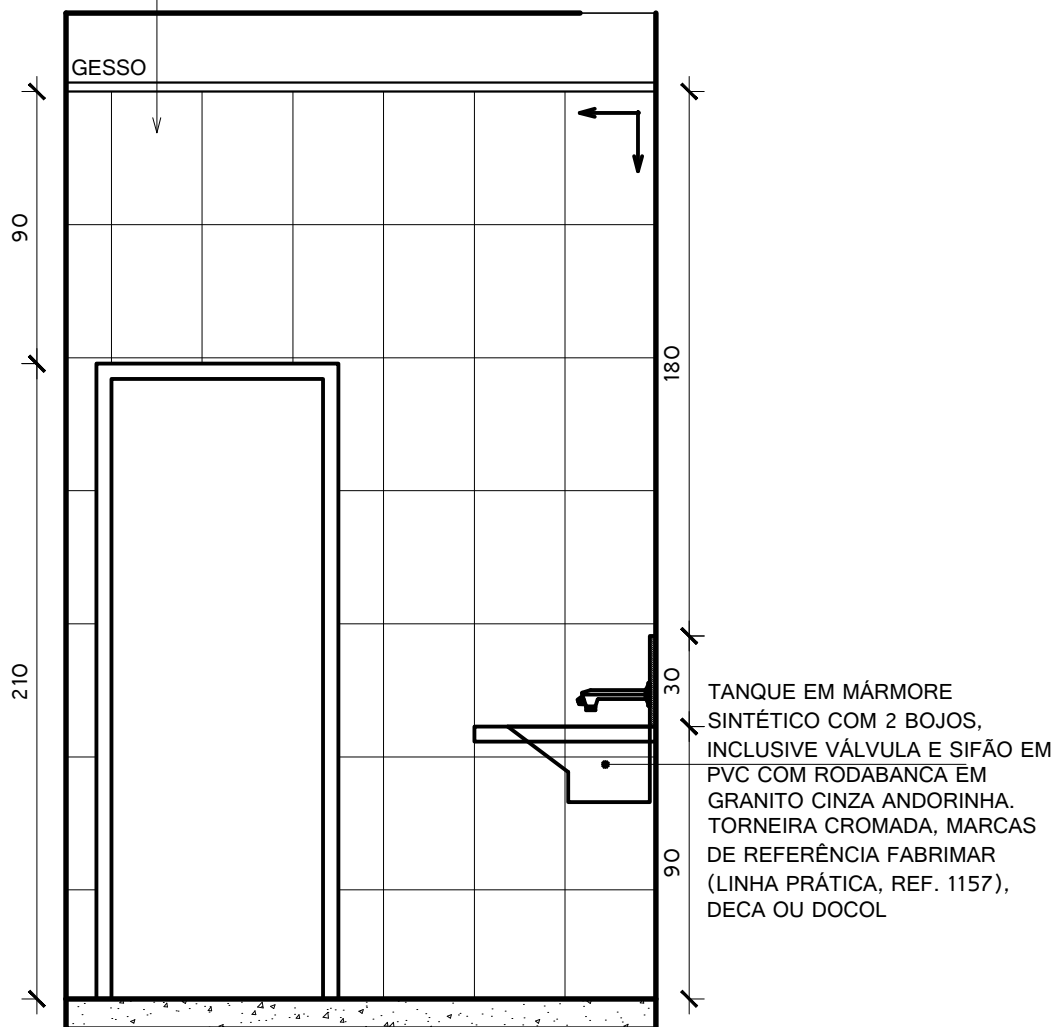 GESSO
90
180
210
30
90
TANQUE EM MÁRMORE
SINTÉTICO COM 2 BOJOS,
INCLUSIVE VÁLVULA E SIFÃO EM
PVC COM RODABANCA EM
GRANITO CINZA ANDORINHA.
TORNEIRA CROMADA, MARCAS
DE REFERÊNCIA FABRIMAR
(LINHA PRÁTICA, REF. 1157),
DECA OU DOCOL